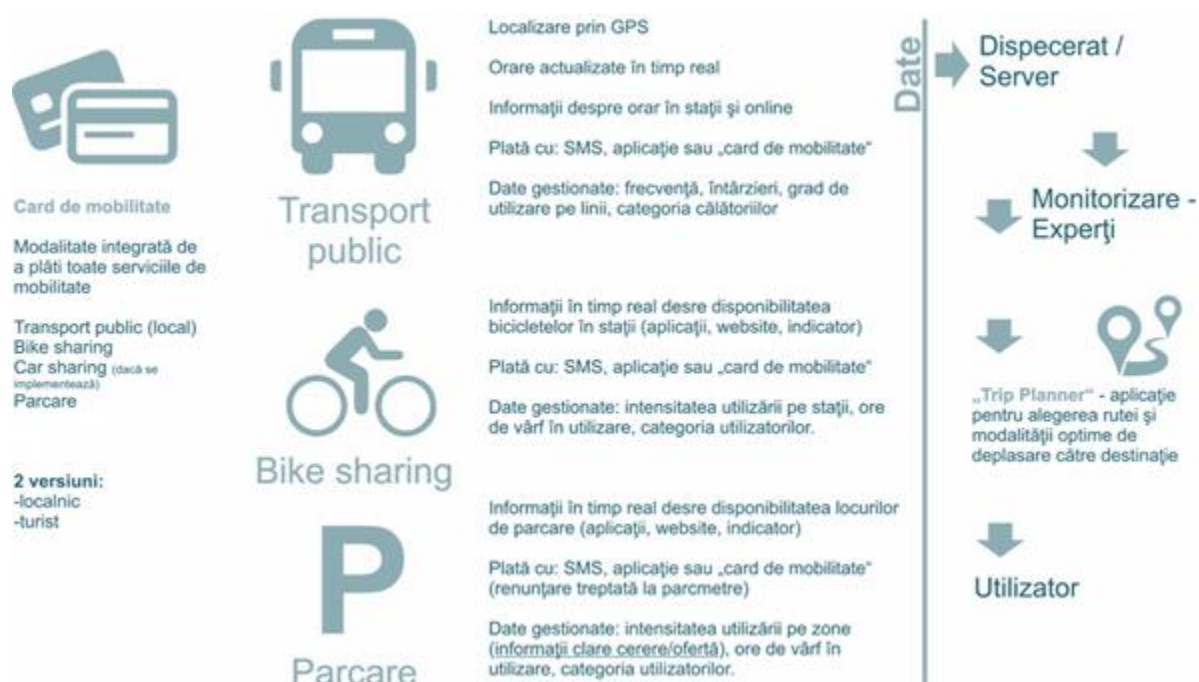 Card de mobilitate
Modalitate integrată de
a plăti toate serviciile de
mobilitate
Transport public (local)
Bike sharing
Car sharing (dacă se
implementează)
Parcare
2 versiuni:
-localnic
-turist
Transport
public
Localizare prin GPS
Orare actualizate în timp real
Informaţii despre orar în staţii şi online
Plată cu: SMS, aplicaţie sau „card de mobilitate“
Date gestionate: frecvenţă, întârzieri, grad de
utilizare pe linii, categoria călătoriilor
Bike sharing
Informaţii în timp real desre disponibilitatea
bicicletelor în staţii (aplicaţii, website, indicator)
Plată cu: SMS, aplicaţie sau „card de mobilitate“
Date gestionate: intensitatea utilizării pe staţii, ore
de vârf în utilizare, categoria utilizatorilor.
P
Parcare
Informaţii în timp real desre disponibilitatea locurilor
de parcare (aplicaţii, website, indicator)
Plată cu: SMS, aplicaţie sau „card de mobilitate“
(renunţare treptată la parcmetre)
Date gestionate: intensitatea utilizării pe zone
(informaţii clare cerere/ofertă), ore de vârf în
utilizare, categoria utilizatorilor.
Date
Dispecerat /
Server
Monitorizare -
Experţi
„Trip Planner“ - aplicaţie
pentru alegerea rutei şi
modalităţii optime de
deplasare către destinaţie
Utilizator